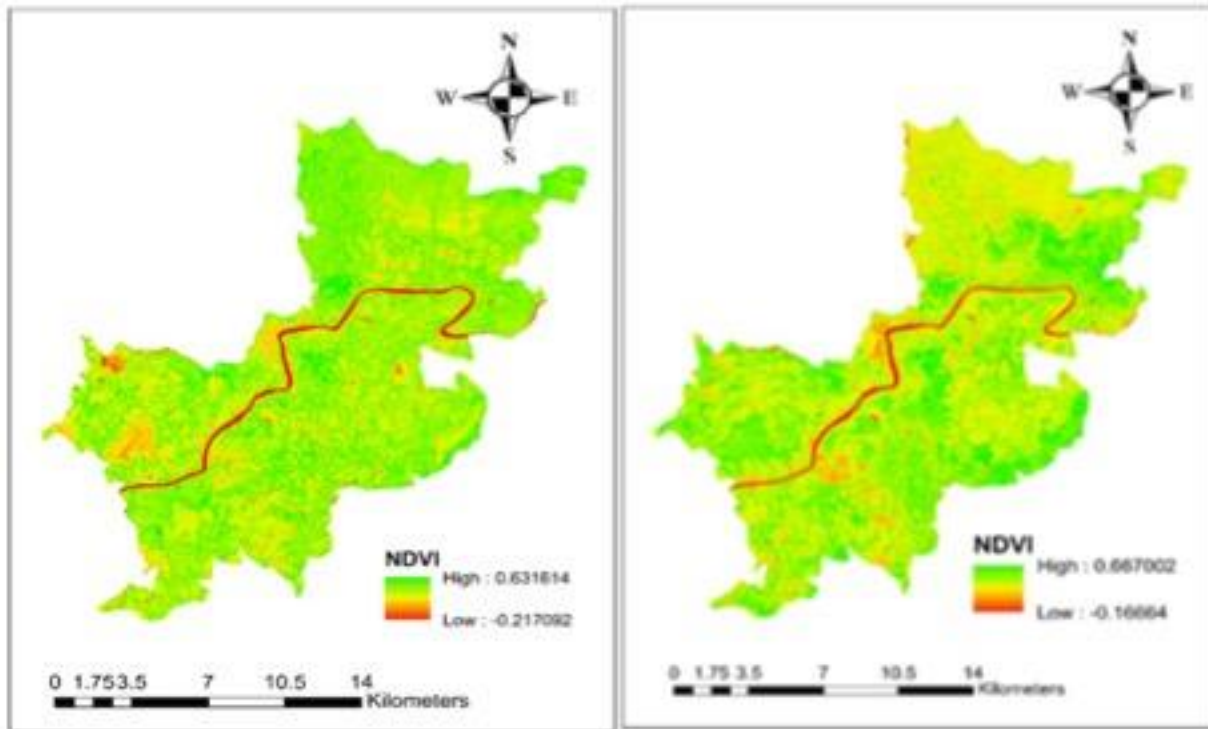 N
W E
S
NDVI
High : 0.631614
Low : -0.217092
0 1.75 3.5 7 10.5 14
Kilometers
N
W E
S
NDVI
High : 0.667002
Low : -0.16664
0 1.75 3.5 7 10.5 14
Kilometers